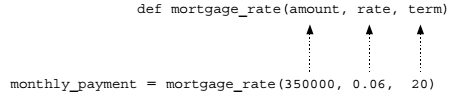 def mortgage_rate(amount, rate, term)
monthly_payment = mortgage_rate(350000, 0.06, 20)